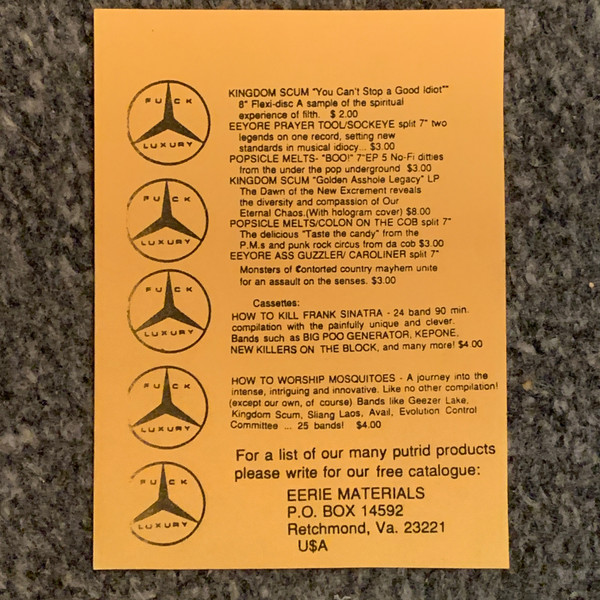 FUCK
LUXURY
FUCK
LUXURY
FUCK
LUXURY
FUCK
LUXURY
FUCK
LUXURY
KINGDOM SCUM "You Can't Stop a Good Idiot""
8" Flexi-disc A sample of the spiritual
experience of filth. $ 2.00
EEYORE PRAYER TOOL/SOCKEYE split 7" two
legends on one record, setting new
standards in musical idiocy... $3.00
POPSICLE MELTS- "BOO!" 7"EP 5 No-Fi ditties
from the under the pop underground $3.00
KINGDOM SCUM "Golden Asshole Legacy" LP
The Dawn of the New Excrement reveals
the diversity and compassion of Our
Eternal Chaos.(With hologram cover) $8.00
POPSICLE MELTS/COLON ON THE COB split 7"
The delicious "Taste the candy" from the
P.M.s and punk rock circus from da cob $3.00
EEYORE ASS GUZZLER/ CAROLINER split 7"
Monsters of Contorted country mayhem unite
for an assault on the senses. $3.00
Cassettes:
HOW TO KILL FRANK SINATRA - 24 band 90 min.
compilation with the painfully unique and clever.
Bands such as BIG POO GENERATOR, KEPONE,
NEW KILLERS ON THE BLOCK, and many more! $4.00
HOW TO WORSHIP MOSQUITOES - A journey into the
intense, intriguing and innovative. Like no other compilation!
(except our own, of course) Bands like Geezer Lake,
Kingdom Scum, Sliang Laos, Avail, Evolution Control
Committee ... 25 bands! $4.00
For a list of our many putrid products
please write for our free catalogue:
EERIE MATERIALS
P.O. BOX 14592
Retchmond, Va. 23221
U$A